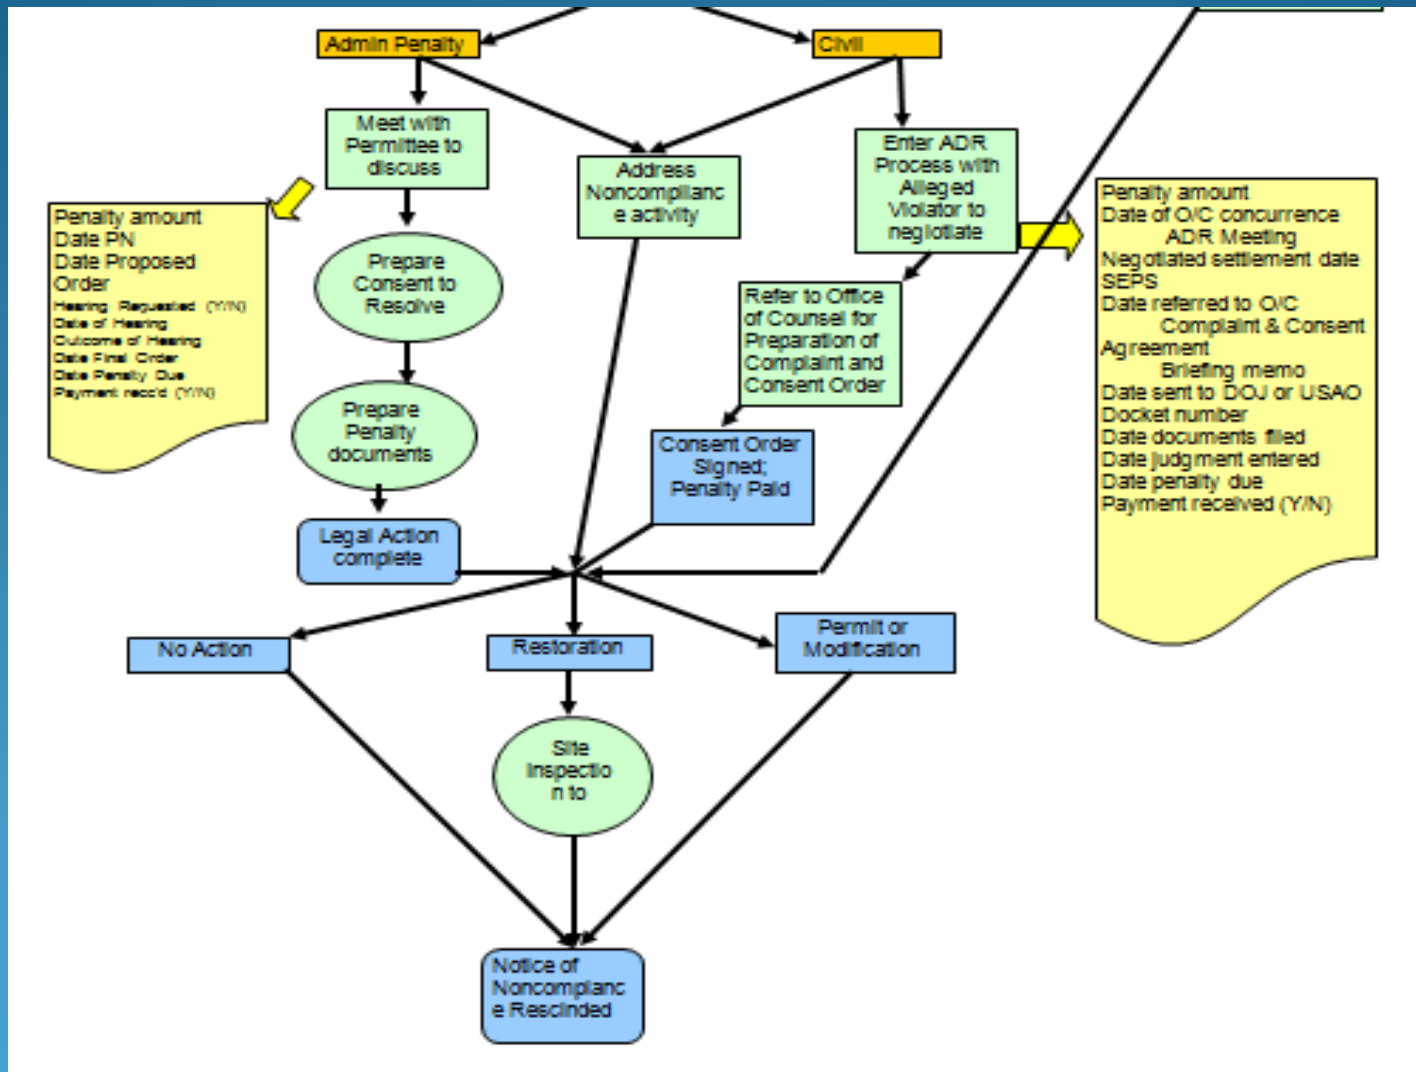 Admin Penalty
Civil
Meet with
Permittee to
discuss
Address
Noncomplianc
e activity
Enter ADR
Process with
Alleged
Violator to
negiotiate
Penalty amount
Date PN
Date Proposed
Order
Hearing Requested (Y/N)
Date of Hearing
Outcome of Hearing
Date Final Order
Date Penalty Due
Payment recc'd (Y/N)
Penalty amount
Date of O/C concurrence
ADR Meeting
Negotiated settlement date
SEPS
Date referred to O/C
Complaint & Consent
Agreement
Briefing memo
Date sent to DOJ or USAO
Docket number
Date documents filed
Date judgment entered
Date penalty due
Payment received (Y/N)
Prepare
Consent to
Resolve
Refer to Office
of Counsel for
Preparation of
Complaint and
Consent Order
Prepare
Penalty
documents
Consent Order
Signed;
Penalty Paid
Legal Action
complete
No Action
Restoration
Permit or
Modification
Site
Inspectio
n to
Notice of
Noncomplianc
e Rescinded